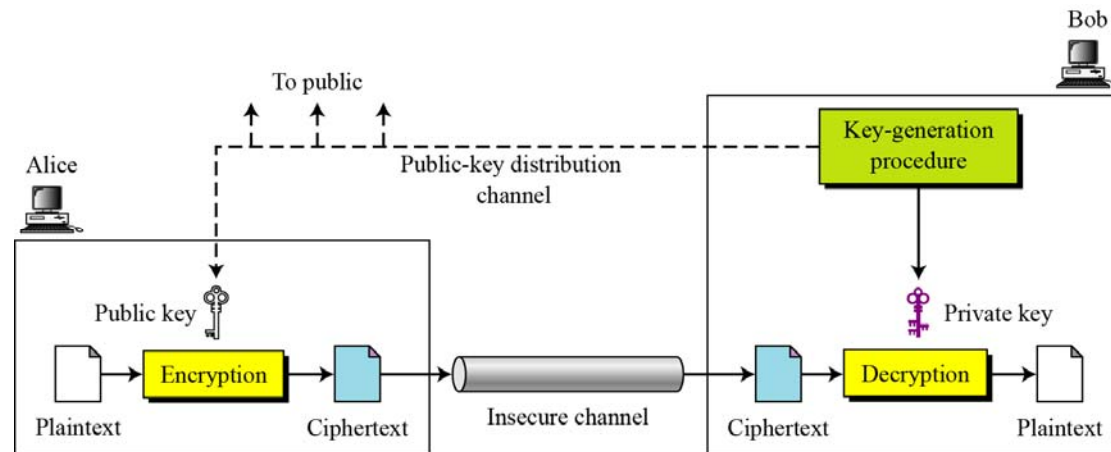 Bob
To public
Key-generation
procedure
Alice
Public-key distribution
channel
Public key
Private key
Encryption
Decryption
Plaintext
Ciphertext
Insecure channel
Ciphertext
Plaintext